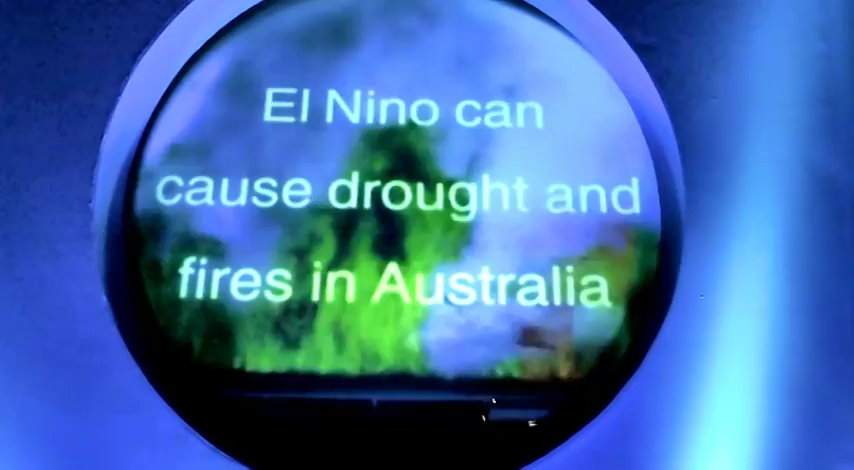 El Nino can
cause drought and
fires in Australia